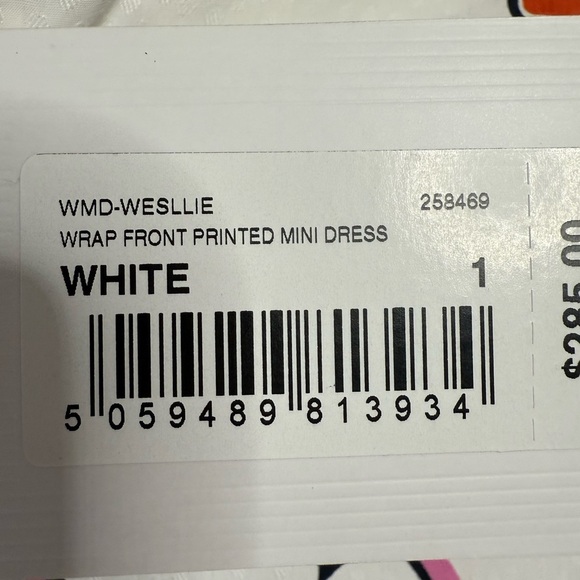 WMD-WESLLIE 258469
WRAP FRONT PRINTED MINI DRESS
WHITE 1
5 059489 813934
$285.00